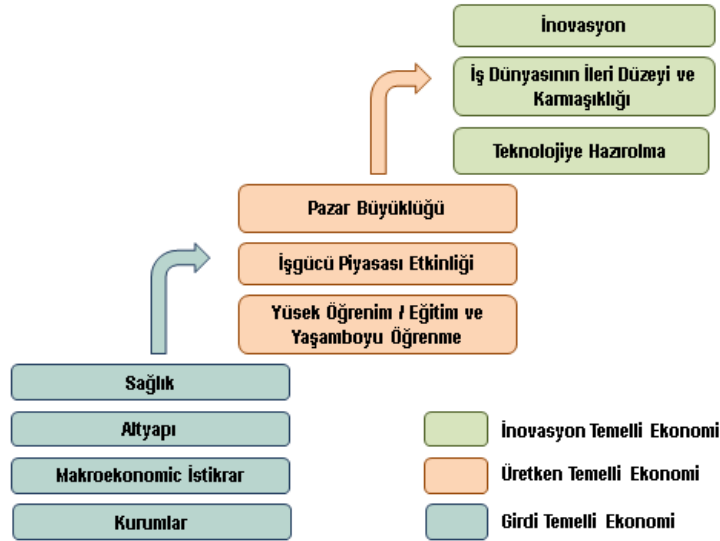 İnovasyon
İş Dünyasının İleri Düzeyi ve
Karmaşıklığı
Teknolojiye Hazırolma
Pazar Büyüklüğü
İşgücü Piyasası Etkinliği
Yüsek Öğrenim / Eğitim ve
Yaşamboyu Öğrenme
Sağlık
Altyapı
Makroekonomic İstikrar
Kurumlar
İnovasyon Temelli Ekonomi
Üretken Temelli Ekonomi
Girdi Temelli Ekonomi